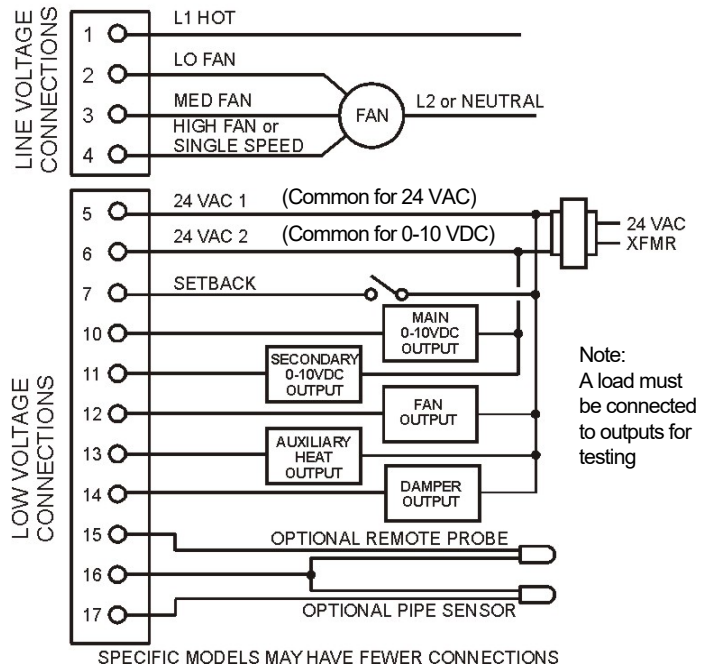 LINE VOLTAGE
CONNECTIONS
1 L1 HOT
2 LO FAN
3 MED FAN
4 HIGH FAN or
SINGLE SPEED
FAN
L2 or NEUTRAL
LOW VOLTAGE
CONNECTIONS
5 24 VAC 1 (Common for 24 VAC)
6 24 VAC 2 (Common for 0-10 VDC)
24 VAC
XFMR
7 SETBACK
10 MAIN
0-10VDC
OUTPUT
11 SECONDARY
0-10VDC
OUTPUT
12 FAN
OUTPUT
13 AUXILIARY
HEAT
OUTPUT
14 DAMPER
OUTPUT
15 OPTIONAL REMOTE PROBE
16
17 OPTIONAL PIPE SENSOR
Note:
A load must
be connected
to outputs for
testing
SPECIFIC MODELS MAY HAVE FEWER CONNECTIONS